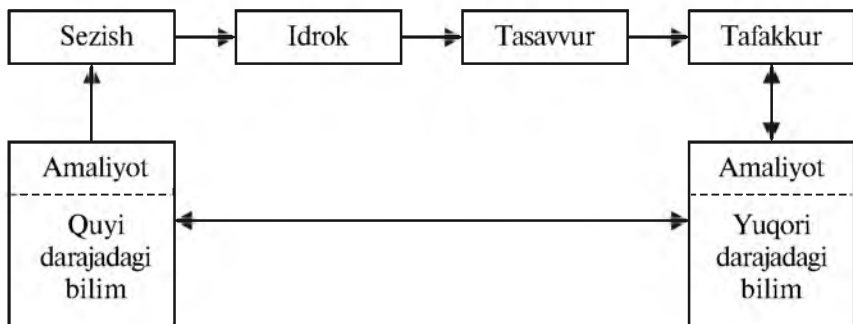 Sezish
Idrok
Tasavvur
Tafakkur
Amaliyot
Quyi
darajadagi
bilim
Amaliyot
Yuqori
darajadagi
bilim